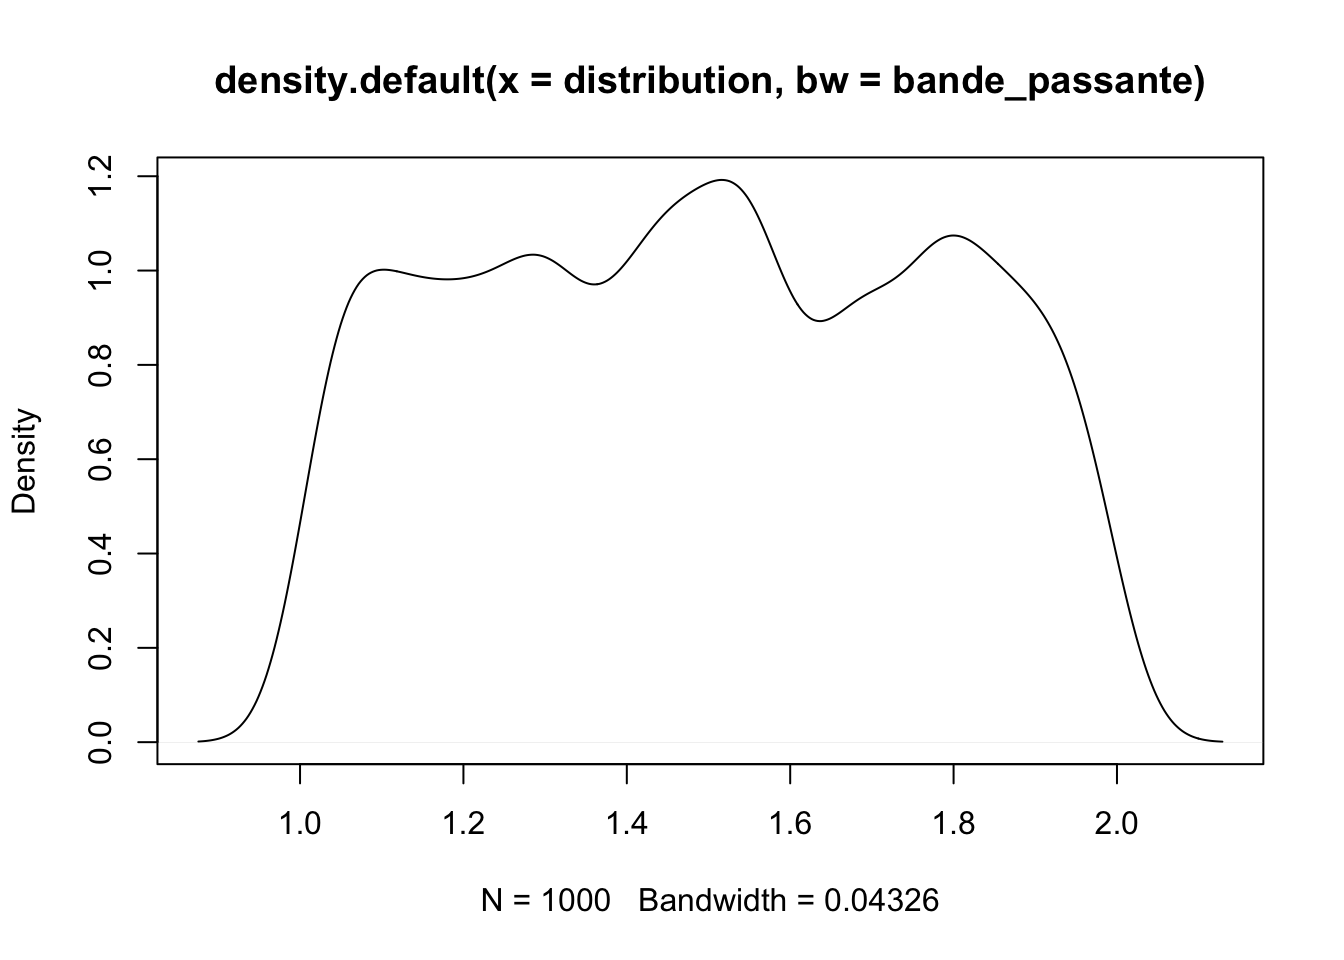 density.default(x = distribution, bw = bande_passante)
1.2
1.0
0.8
0.6
0.4
0.2
0.0
Density
1.0 1.2 1.4 1.6 1.8 2.0
N = 1000 Bandwidth = 0.04326